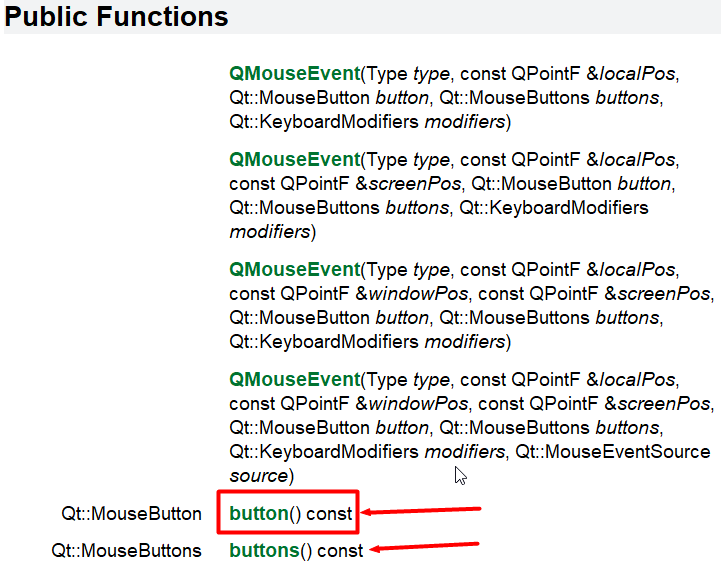 Public Functions
QMouseEvent(Type type, const QPointF &localPos,
Qt::MouseButton button, Qt::MouseButtons buttons,
Qt::KeyboardModifiers modifiers)
QMouseEvent(Type type, const QPointF &localPos,
const QPointF &screenPos, Qt::MouseButton button,
Qt::MouseButtons buttons, Qt::KeyboardModifiers
modifiers)
QMouseEvent(Type type, const QPointF &localPos,
const QPointF &windowPos, const QPointF &screenPos,
Qt::MouseButton button, Qt::MouseButtons buttons,
Qt::KeyboardModifiers modifiers)
QMouseEvent(Type type, const QPointF &localPos,
const QPointF &windowPos, const QPointF &screenPos,
Qt::MouseButton button, Qt::MouseButtons buttons,
Qt::KeyboardModifiers modifiers, Qt::MouseEventSource
source)
Qt::MouseButton button() const
Qt::MouseButtons buttons() const